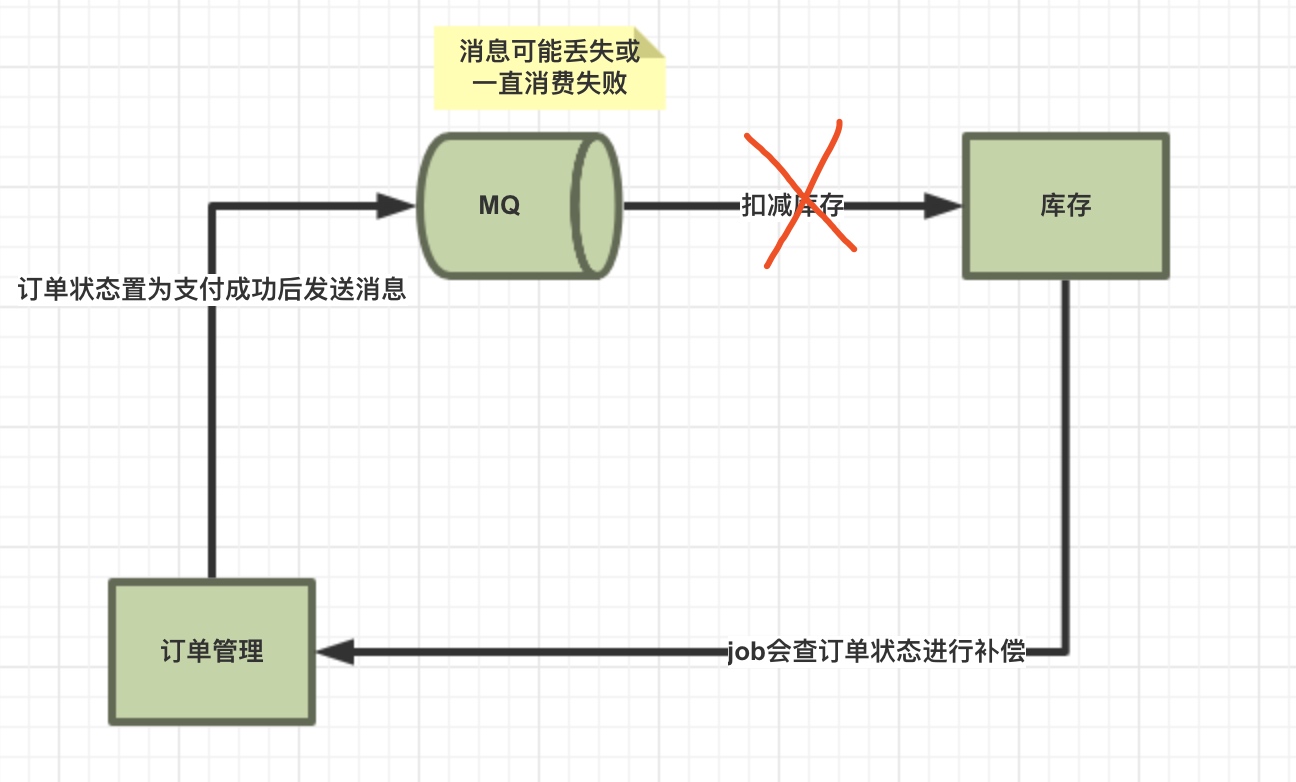 消息可能丢失或
一直消费失败
MQ
扣减库存
库存
订单状态置为支付成功后发送消息
订单管理
job会查订单状态进行补偿